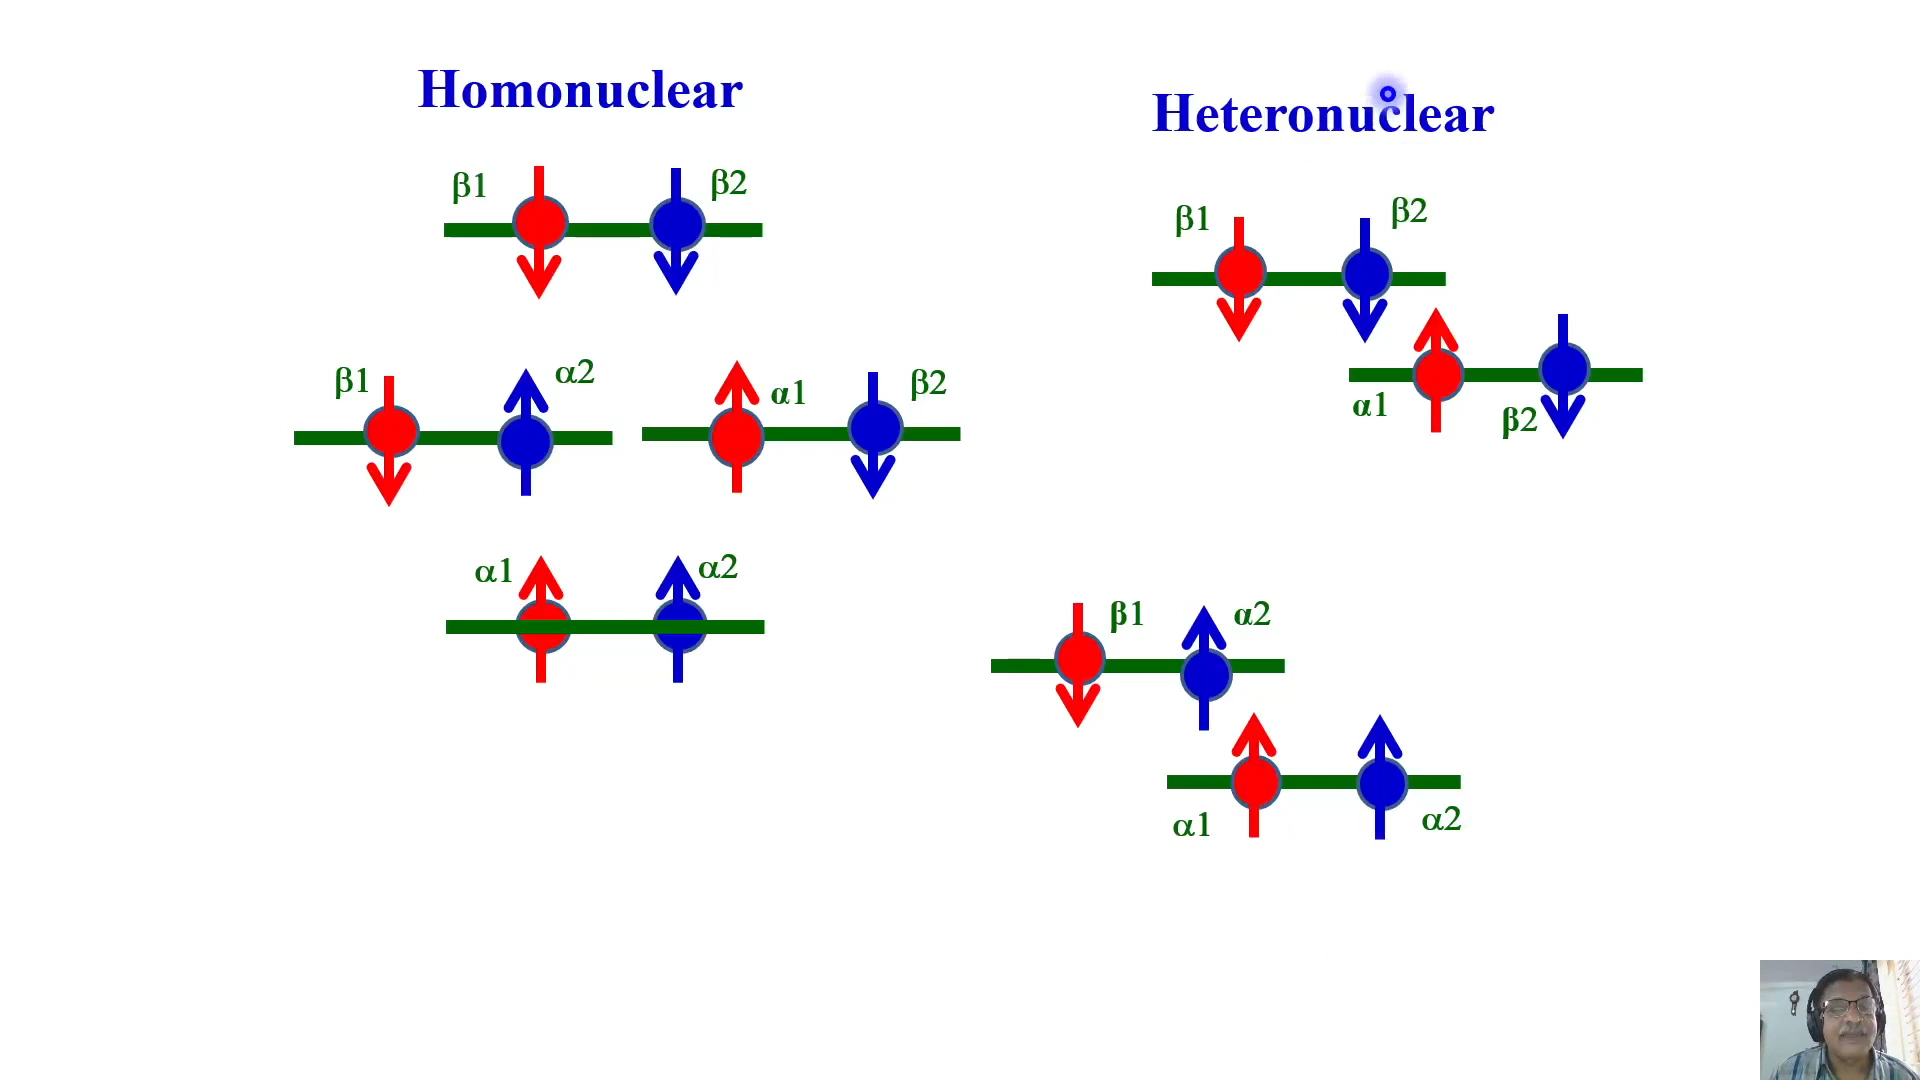 Homonuclear
β1 β2
β1 α2 α1 β2
α1 α2
Heteronuclear
β1 β2
α1 β2
β1 α2
α1 α2